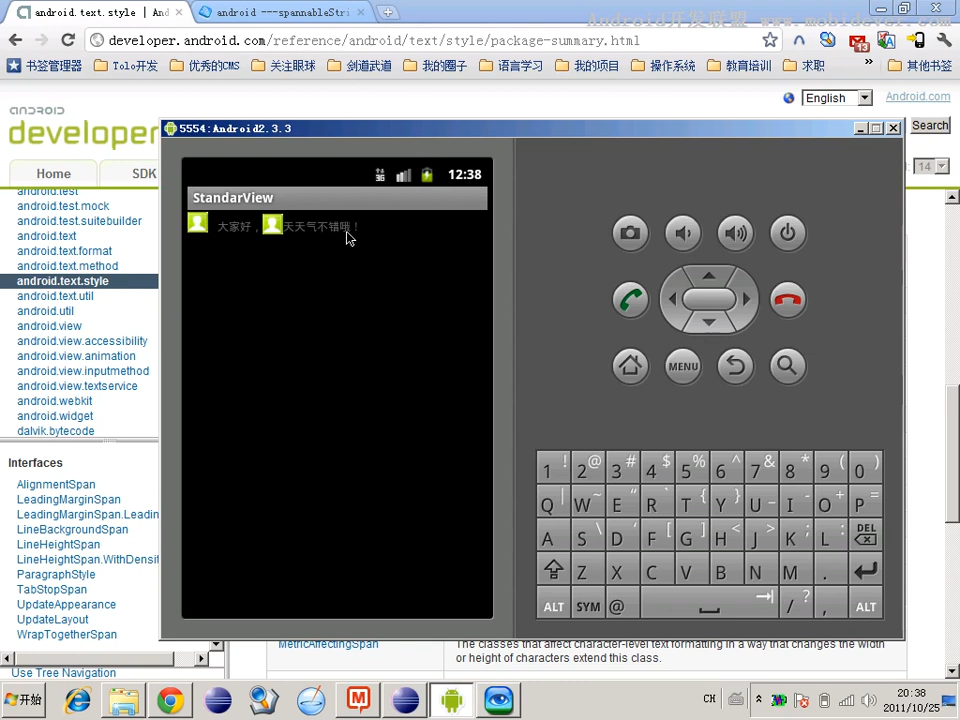 android.text.style | And
android ---spannableStri
Android开发联盟 www.mobidever.com
developer.android.com/reference/android/text/style/package-summary.html
13
书签管理器
Tolo开发
优秀的CMS
关注眼球
剑道武道
我的圈子
语言学习
我的项目
操作系统
教育培训
求职
»
其他书签
English
Android.com
android
developer
Search
Home
SDK
14
android.test
android.test.mock
android.test.suitebuilder
android.text
android.text.format
android.text.method
android.text.style
android.text.util
android.util
android.view
android.view.accessibility
android.view.animation
android.view.inputmethod
android.view.textservice
android.webkit
android.widget
dalvik.bytecode
Interfaces
AlignmentSpan
LeadingMarginSpan
LeadingMarginSpan.Leadin
LineBackgroundSpan
LineHeightSpan
LineHeightSpan.WithDensit
ParagraphStyle
TabStopSpan
UpdateAppearance
UpdateLayout
WrapTogetherSpan
Use Tree Navigation
5554:Android2.3.3
3G
12:38
StandarView
大家好，
天天气不错哦！
MENU
1 ! 2 @ 3 # 4 $ 5 % 6 ^ 7 & 8 * 9 ( 0 )
Q | W ~ E “ R ` T { Y } U _ I - O + P =
A S \ D ' F [ G ] H < J > K ; L : DEL
Z X C V B N M .
ALT SYM @ / ? , ALT
MetricAffectingSpan
The classes that affect character-level text formatting in a way that changes the width
or height of characters extend this class.
开始
CH
20:38
2011/10/25